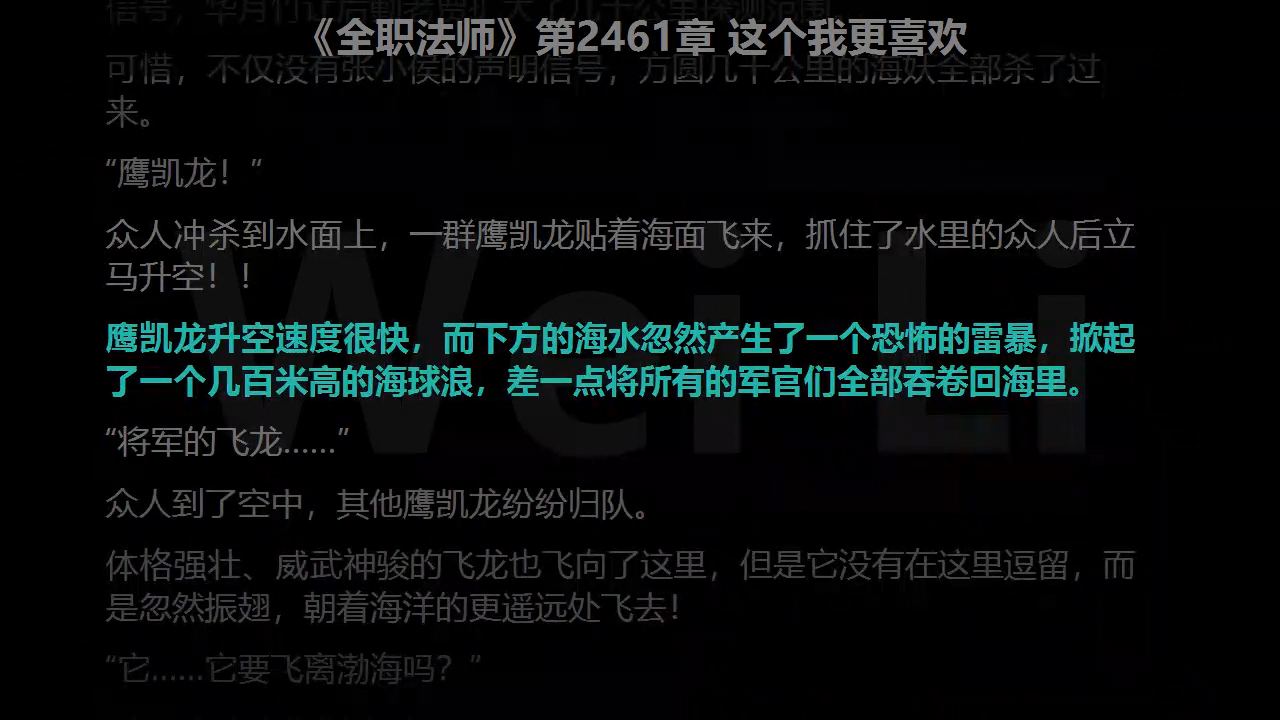 《全职法师》第2461章 这个我更喜欢
可惜，不仅没有张小侯的声明信号，方圆几千公里的海妖全部杀了过
来。
“鹰凯龙！”
众人冲杀到水面上，一群鹰凯龙贴着海面飞来，抓住了水里的众人后立
马升空！！
鹰凯龙升空速度很快，而下方的海水忽然产生了一个恐怖的雷暴，掀起
了一个几百米高的海球浪，差一点将所有的军官们全部吞卷回海里。
“将军的飞龙......”
众人到了空中，其他鹰凯龙纷纷归队。
体格强壮、威武神骏的飞龙也飞向了这里，但是它没有在这里逗留，而
是忽然振翅，朝着海洋的更遥远处飞去！
“它......它要飞离渤海吗？”
Wei Li